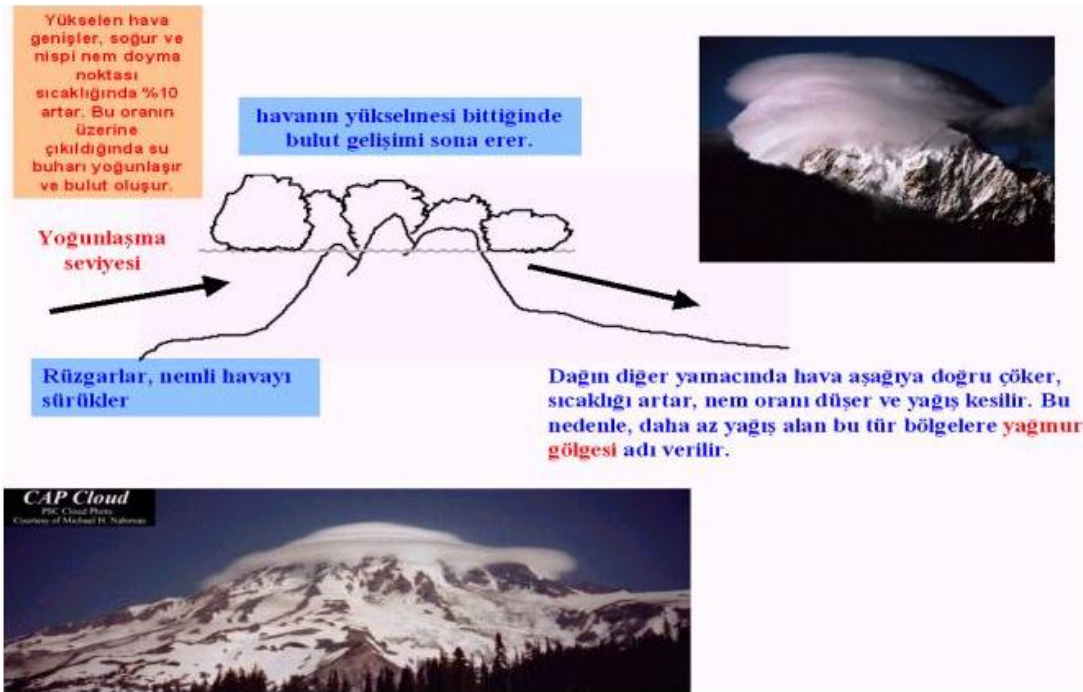 Yükselen hava
genişler, soğur ve
nispi nem doyma
noktası
sıcaklığında %10
artar. Bu oranın
üzerine
çıkıldığında su
buharı yoğunlaşır
ve bulut oluşur.
havanın yükselmesi bittiğinde
bulut gelişimi sona erer.
Yoğunlaşma
seviyesi
Rüzgarlar, nemli havayı
sürükler
Dağın diğer yamacında hava aşağıya doğru çöker,
sıcaklığı artar, nem oranı düşer ve yağış kesilir. Bu
nedenle, daha az yağış alan bu tür bölgelere yağmur
gölgesi adı verilir.
CAP Cloud
PSC Cloud Photo
Courtesy of Michael H.